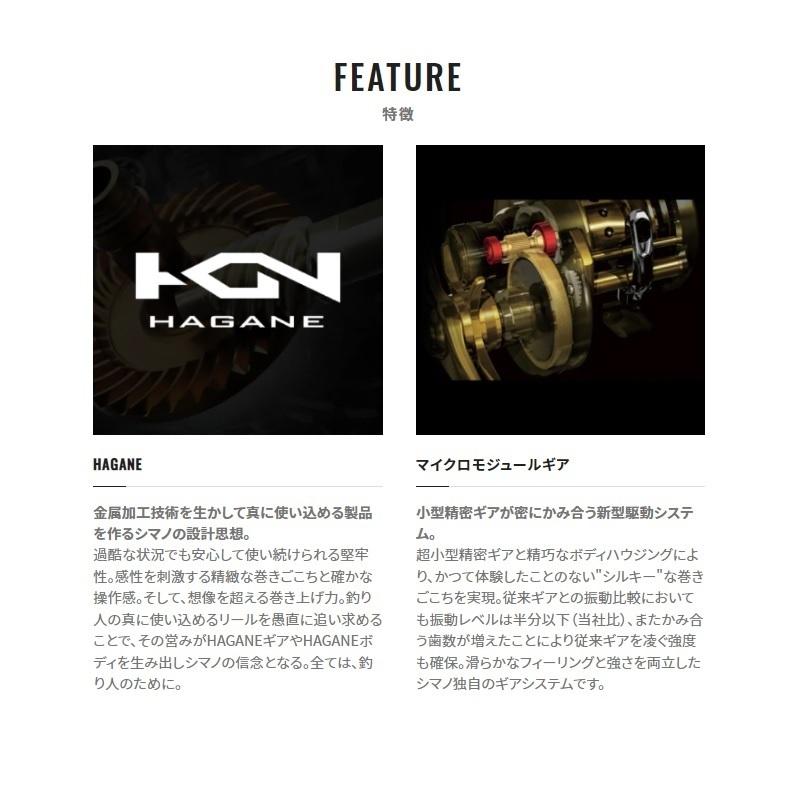 FEATURE
特徴
HAGANE
HAGANE
金属加工技術を生かして真に使い込める製品
を作るシマノの設計思想。
過酷な状況でも安心して使い続けられる堅牢
性。感性を刺激する精緻な巻きごこちと確かな
操作感。そして、想像を超える巻き上げ力。釣り
人の真に使い込めるリールを愚直に追い求める
ことで、その営みがHAGANEギアやHAGANEボ
ディを生み出しシマノの信念となる。全ては、釣
り人のために。
マイクロモジュールギア
小型精密ギアが密にかみ合う新型駆動システ
ム。
超小型精密ギアと精巧なボディハウジングによ
り、かつて体験したことのない"シルキー"な巻き
ごこちを実現。従来ギアとの振動比較において
も振動レベルは半分以下（当社比）、またかみ合
う歯数が増えたことにより従来ギアを凌ぐ強度
も確保。滑らかなフィーリングと強さを両立した
シマノ独自のギアシステムです。